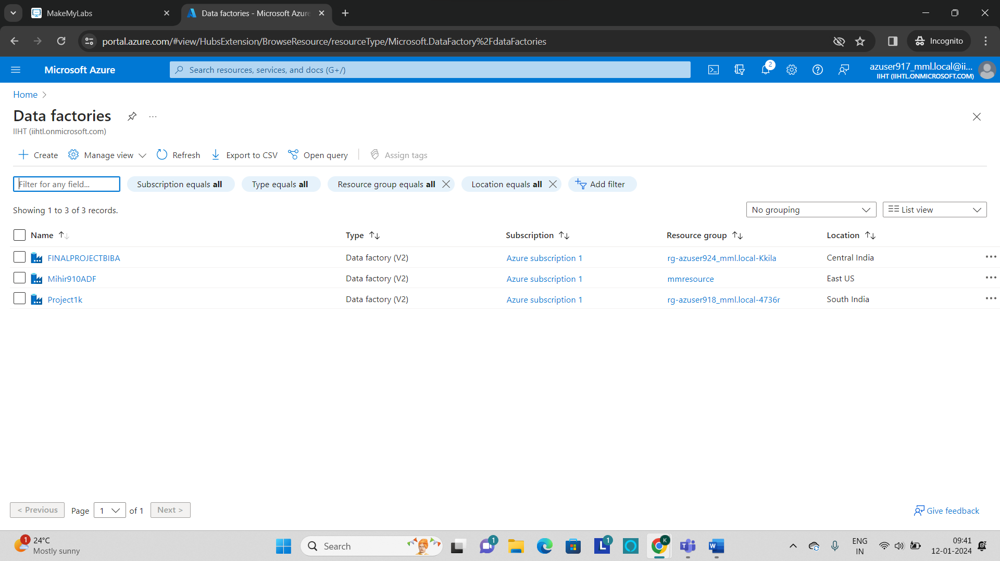 MakeMyLabs
Data factories - Microsoft Azure
portal.azure.com/#view/HubsExtension/BrowseResource/resourceType/Microsoft.DataFactory%2FdataFactories
Incognito
Microsoft Azure
Search resources, services, and docs (G+/)
2
azuser917_mml.local@ii...
IIHT (IIHTL.ONMICROSOFT.COM)
Home
Data factories
IIHT (iihtl.onmicrosoft.com)
Create Manage view Refresh Export to CSV Open query Assign tags
Filter for any field... Subscription equals all Type equals all Resource group equals all Location equals all Add filter
Showing 1 to 3 of 3 records. No grouping List view
Name Type Subscription Resource group Location
FINALPROJECTBIBA Data factory (V2) Azure subscription 1 rg-azuser924_mml.local-Kkila Central India
Mihir910ADF Data factory (V2) Azure subscription 1 mmresource East US
Project1k Data factory (V2) Azure subscription 1 rg-azuser918_mml.local-4736r South India
< Previous Page 1 of 1 Next > Give feedback
1
24°C
Mostly sunny
Search
1
L 1
K
ENG
IN
09:41
12-01-2024